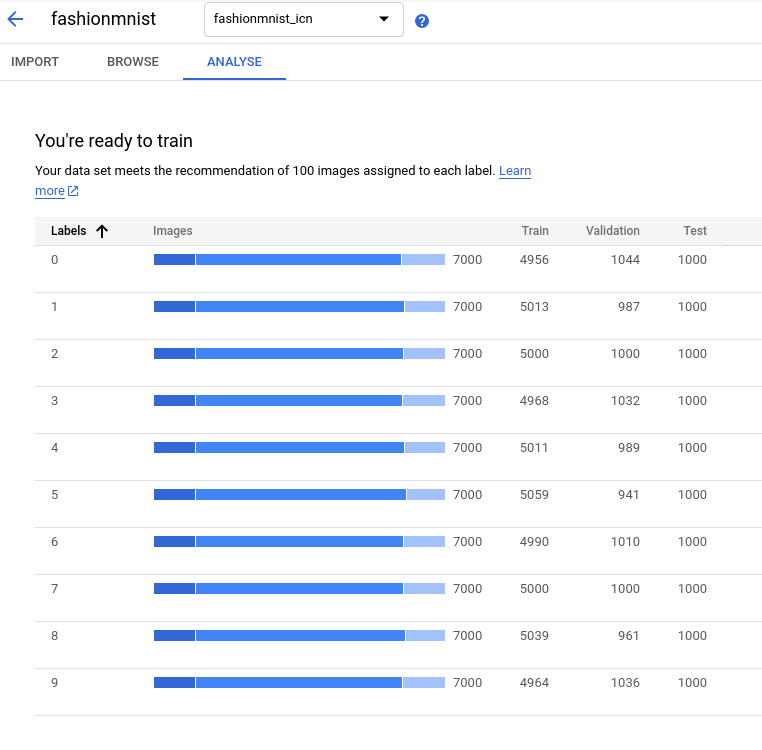 fashionmnist fashionmnist_icn ?
IMPORT BROWSE ANALYSE
You're ready to train
Your data set meets the recommendation of 100 images assigned to each label. Learn
more
Labels Images Train Validation Test
0 7000 4956 1044 1000
1 7000 5013 987 1000
2 7000 5000 1000 1000
3 7000 4968 1032 1000
4 7000 5011 989 1000
5 7000 5059 941 1000
6 7000 4990 1010 1000
7 7000 5000 1000 1000
8 7000 5039 961 1000
9 7000 4964 1036 1000